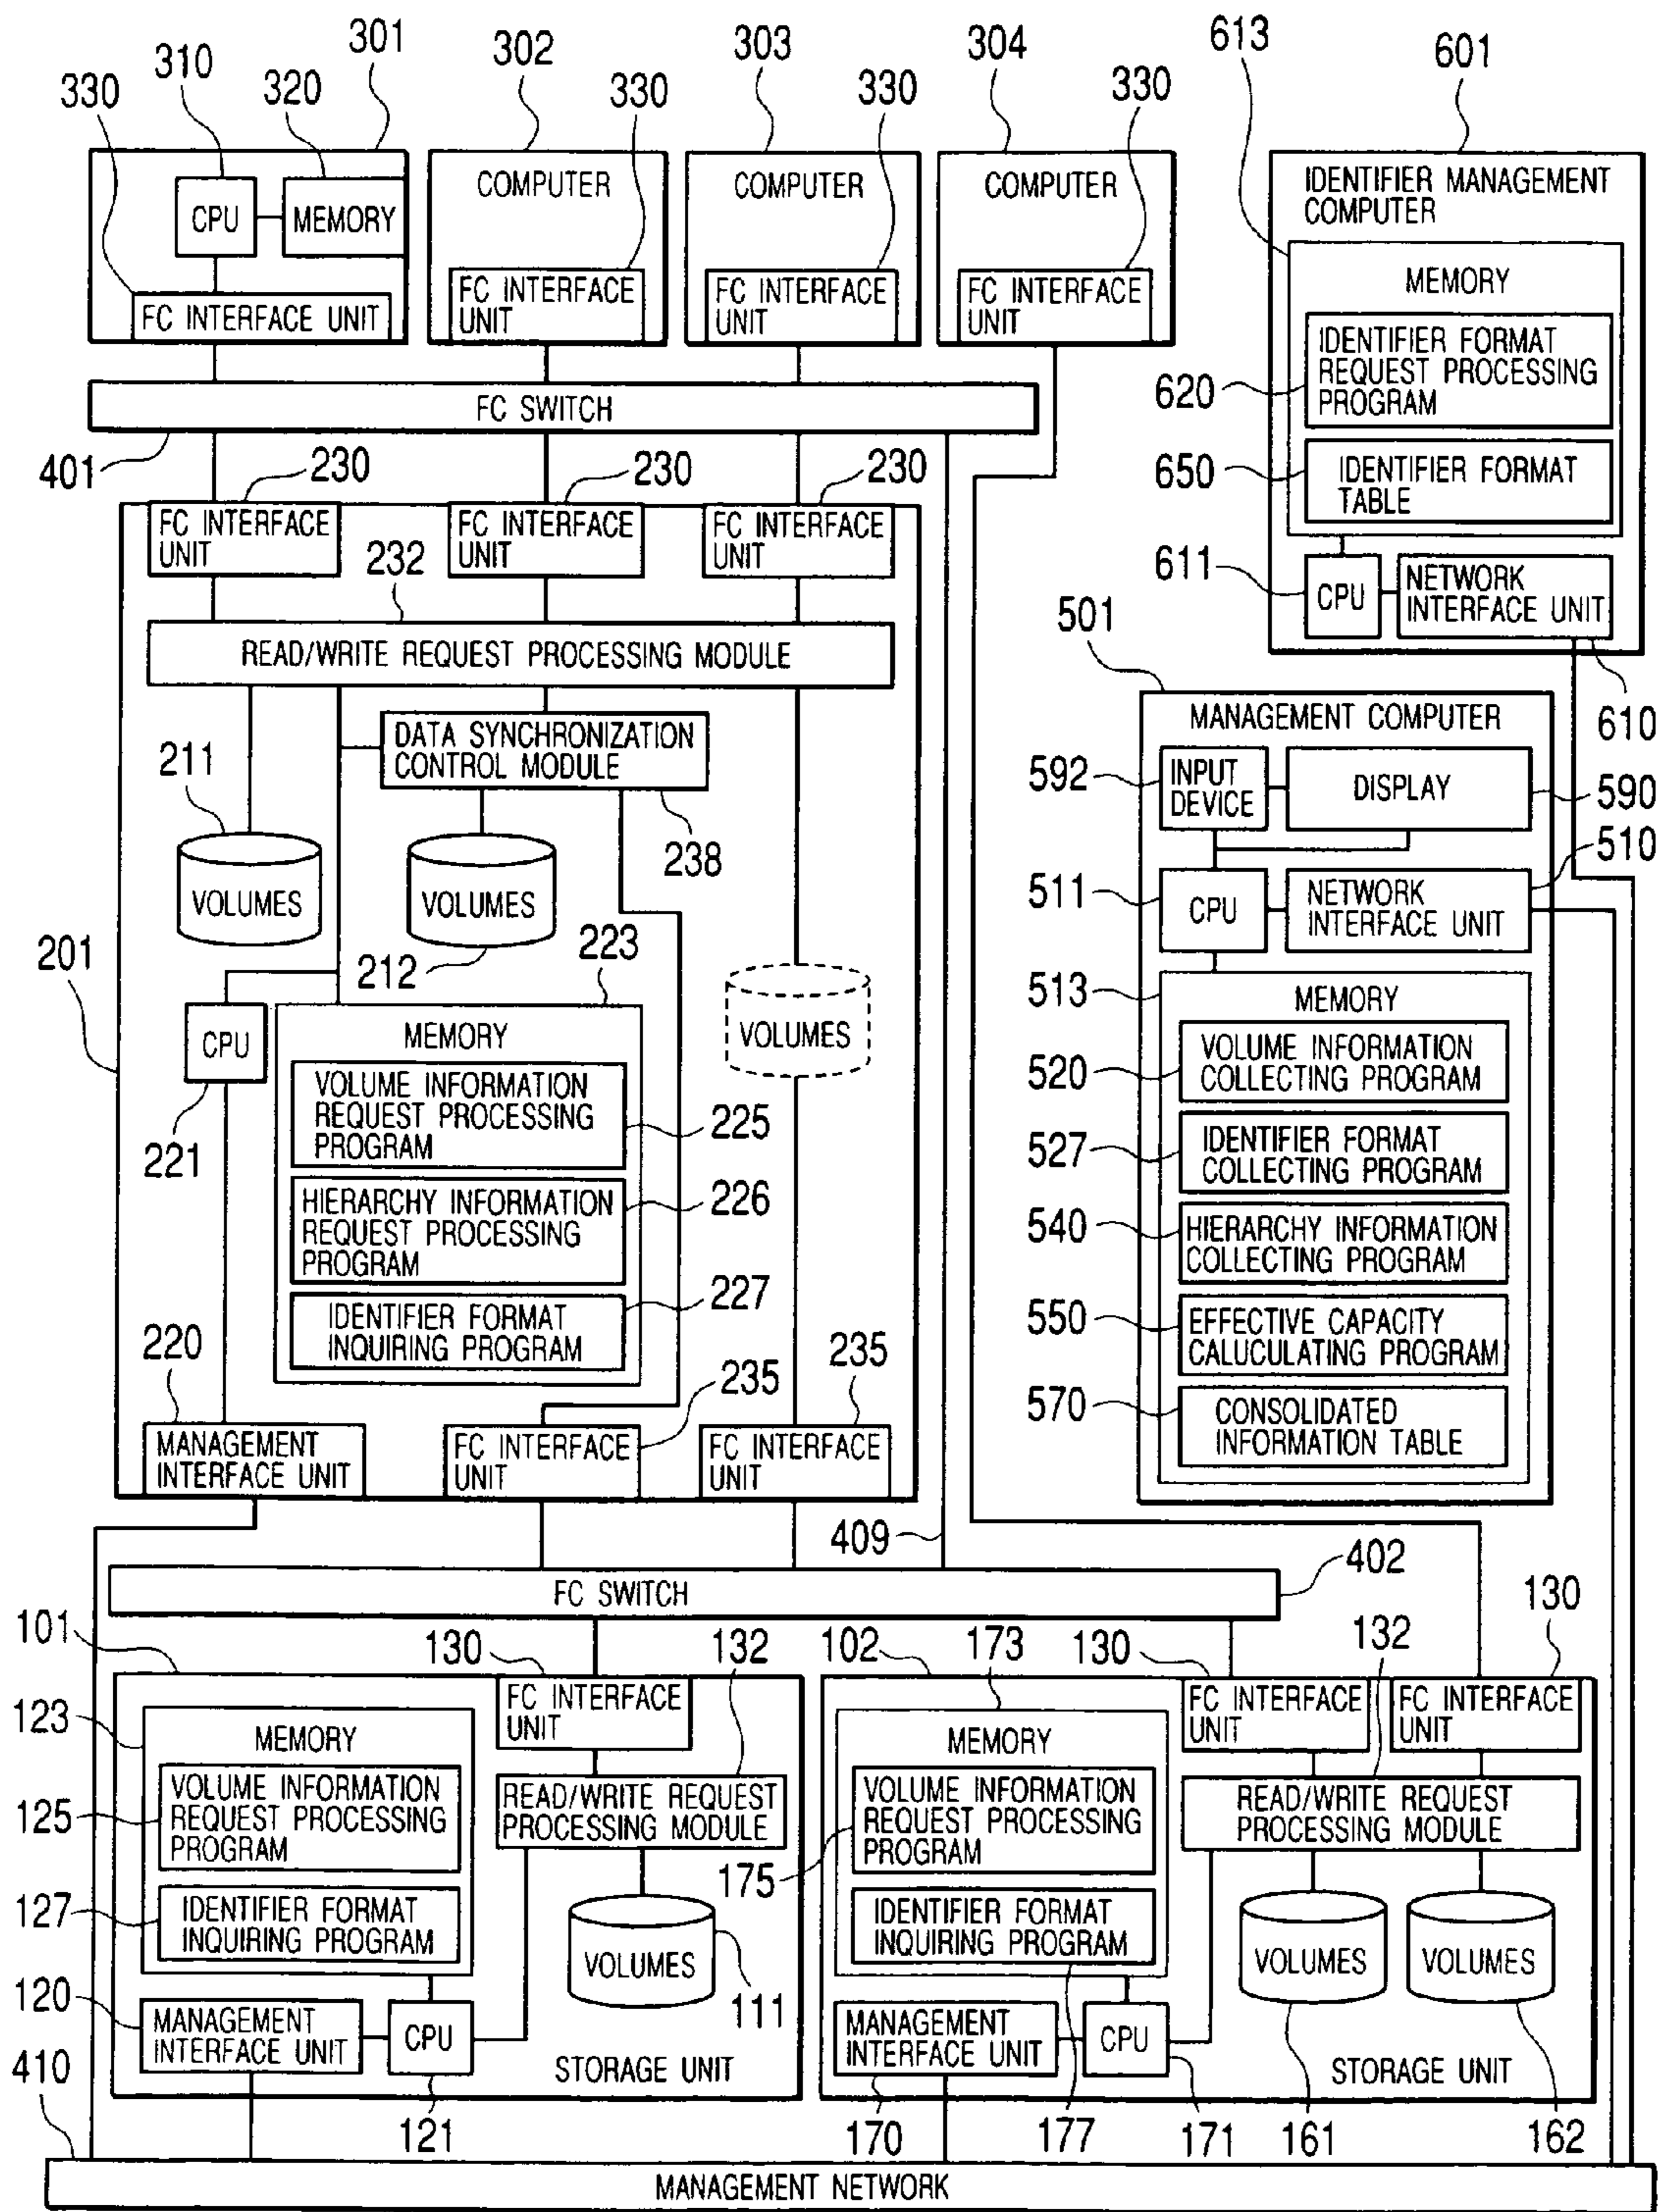 301
310
302
303
613
601
304
330
320
330
330
330
COMPUTER
COMPUTER
COMPUTER
IDENTIFIER MANAGEMENT
COMPUTER
CPU
MEMORY
MEMORY
FC INTERFACE UNIT
FC INTERFACE
UNIT
FC INTERFACE
UNIT
FC INTERFACE
UNIT
IDENTIFIER FORMAT
REQUEST PROCESSING
PROGRAM
620
FC SWITCH
401
230
230
230
650
IDENTIFIER FORMAT
TABLE
FC INTERFACE
UNIT
FC INTERFACE
UNIT
FC INTERFACE
UNIT
232
611
CPU
NETWORK
INTERFACE UNIT
READ/WRITE REQUEST PROCESSING MODULE
501
610
MANAGEMENT COMPUTER
DATA SYNCHRONIZATION
CONTROL MODULE
211
592
INPUT
DEVICE
DISPLAY
590
238
510
VOLUMES
VOLUMES
511
CPU
NETWORK
INTERFACE UNIT
201
212
223
513
MEMORY
CPU
MEMORY
VOLUMES
520
VOLUME INFORMATION
COLLECTING PROGRAM
VOLUME INFORMATION
REQUEST PROCESSING
PROGRAM
225
221
527
IDENTIFIER FORMAT
COLLECTING PROGRAM
HIERARCHY INFORMATION
REQUEST PROCESSING
PROGRAM
226
540
HIERARCHY INFORMATION
COLLECTING PROGRAM
IDENTIFIER FORMAT
INQUIRING PROGRAM
227
550
EFFECTIVE CAPACITY
CALUCULATING PROGRAM
220
235
235
570
CONSOLIDATED
INFORMATION TABLE
MANAGEMENT
INTERFACE UNIT
FC INTERFACE
UNIT
FC INTERFACE
UNIT
409
402
FC SWITCH
101
130
132
102
173
130
132
130
FC INTERFACE
UNIT
FC INTERFACE
UNIT
FC INTERFACE
UNIT
123
MEMORY
MEMORY
125
VOLUME INFORMATION
REQUEST PROCESSING
PROGRAM
READ/WRITE REQUEST
PROCESSING MODULE
VOLUME INFORMATION
REQUEST PROCESSING
PROGRAM
READ/WRITE REQUEST
PROCESSING MODULE
175
127
IDENTIFIER FORMAT
INQUIRING PROGRAM
VOLUMES
IDENTIFIER FORMAT
INQUIRING PROGRAM
VOLUMES
VOLUMES
120
MANAGEMENT
INTERFACE UNIT
CPU
111
MANAGEMENT
INTERFACE UNIT
CPU
410
STORAGE UNIT
STORAGE UNIT
121
170
177
171
161
162
MANAGEMENT NETWORK